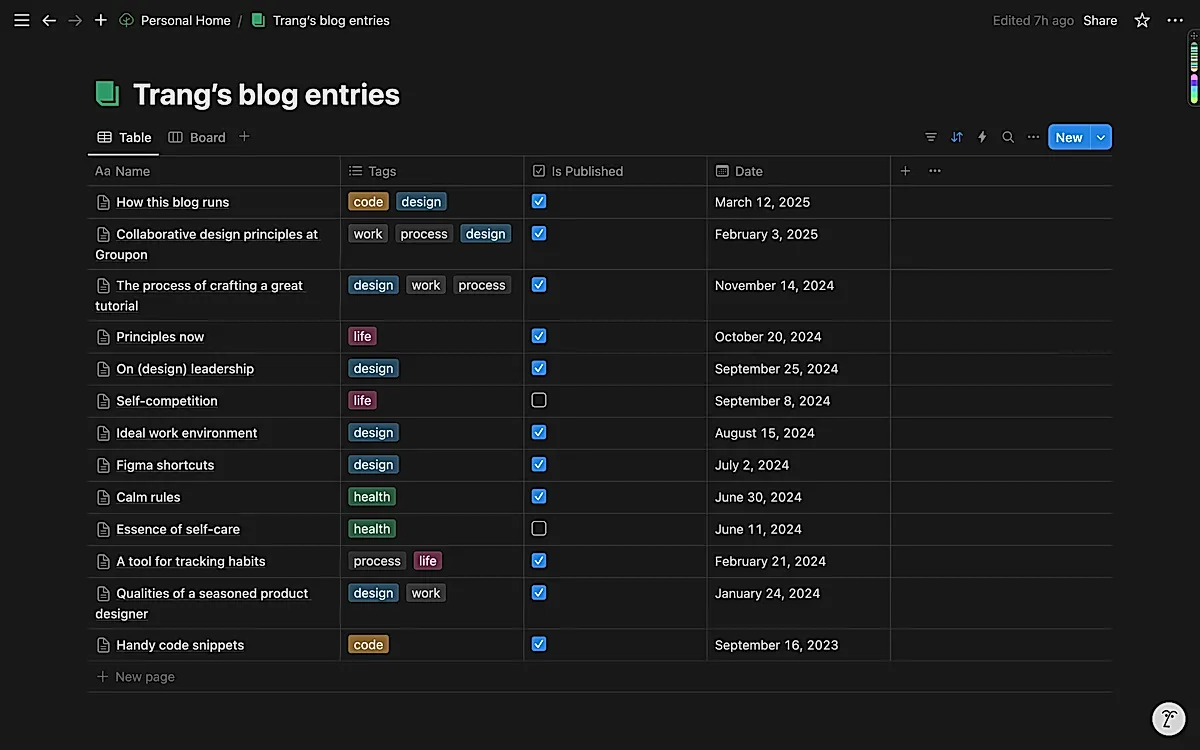 Personal Home / Trang's blog entries Edited 7h ago Share
Trang's blog entries
Table Board New
Aa Name Tags Is Published Date
How this blog runs code design March 12, 2025
Collaborative design principles at work process design February 3, 2025
Groupon
The process of crafting a great design work process November 14, 2024
tutorial
Principles now life October 20, 2024
On (design) leadership design September 25, 2024
Self-competition life September 8, 2024
Ideal work environment design August 15, 2024
Figma shortcuts design July 2, 2024
Calm rules health June 30, 2024
Essence of self-care health June 11, 2024
A tool for tracking habits process life February 21, 2024
Qualities of a seasoned product design work January 24, 2024
designer
Handy code snippets code September 16, 2023
New page